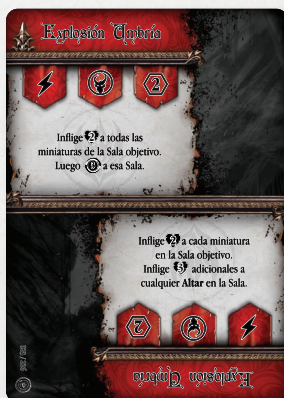 Explosión Umbría
2
Inflige 2 a todas las
miniaturas de la Sala objetivo.
Luego a esa Sala.
Inflige 2 a cada miniatura
en la Sala objetivo.
Inflige 3 adicionales a
cualquier Altar en la Sala.
2
Explosión Umbría